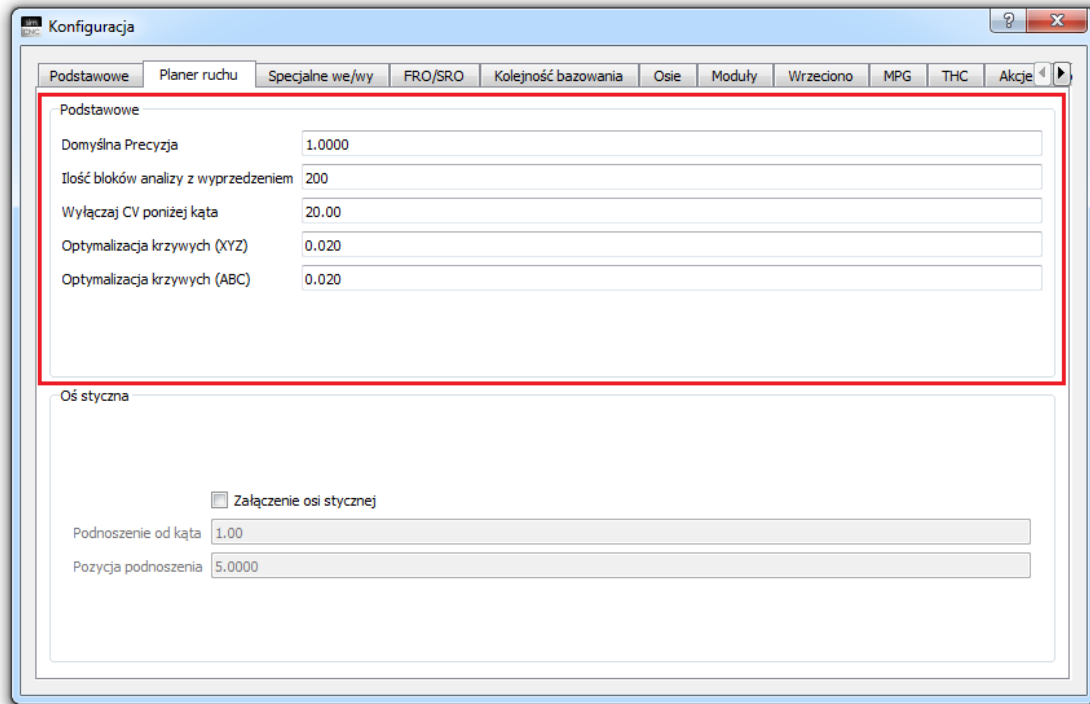 sim CNC Konfiguracja
Podstawowe Planer ruchu Specjalne we/wy FRO/SRO Kolejność bazowania Osie Moduły Wrzeciono MPG THC Akcje
Podstawowe
Domyślna Precyzja 1.0000
Ilość bloków analizy z wyprzedzeniem 200
Wyłączaj CV poniżej kąta 20.00
Optymalizacja krzywych (XYZ) 0.020
Optymalizacja krzywych (ABC) 0.020
Oś styczna
Załączenie osi stycznej
Podnoszenie od kąta 1.00
Pozycja podnoszenia 5.0000